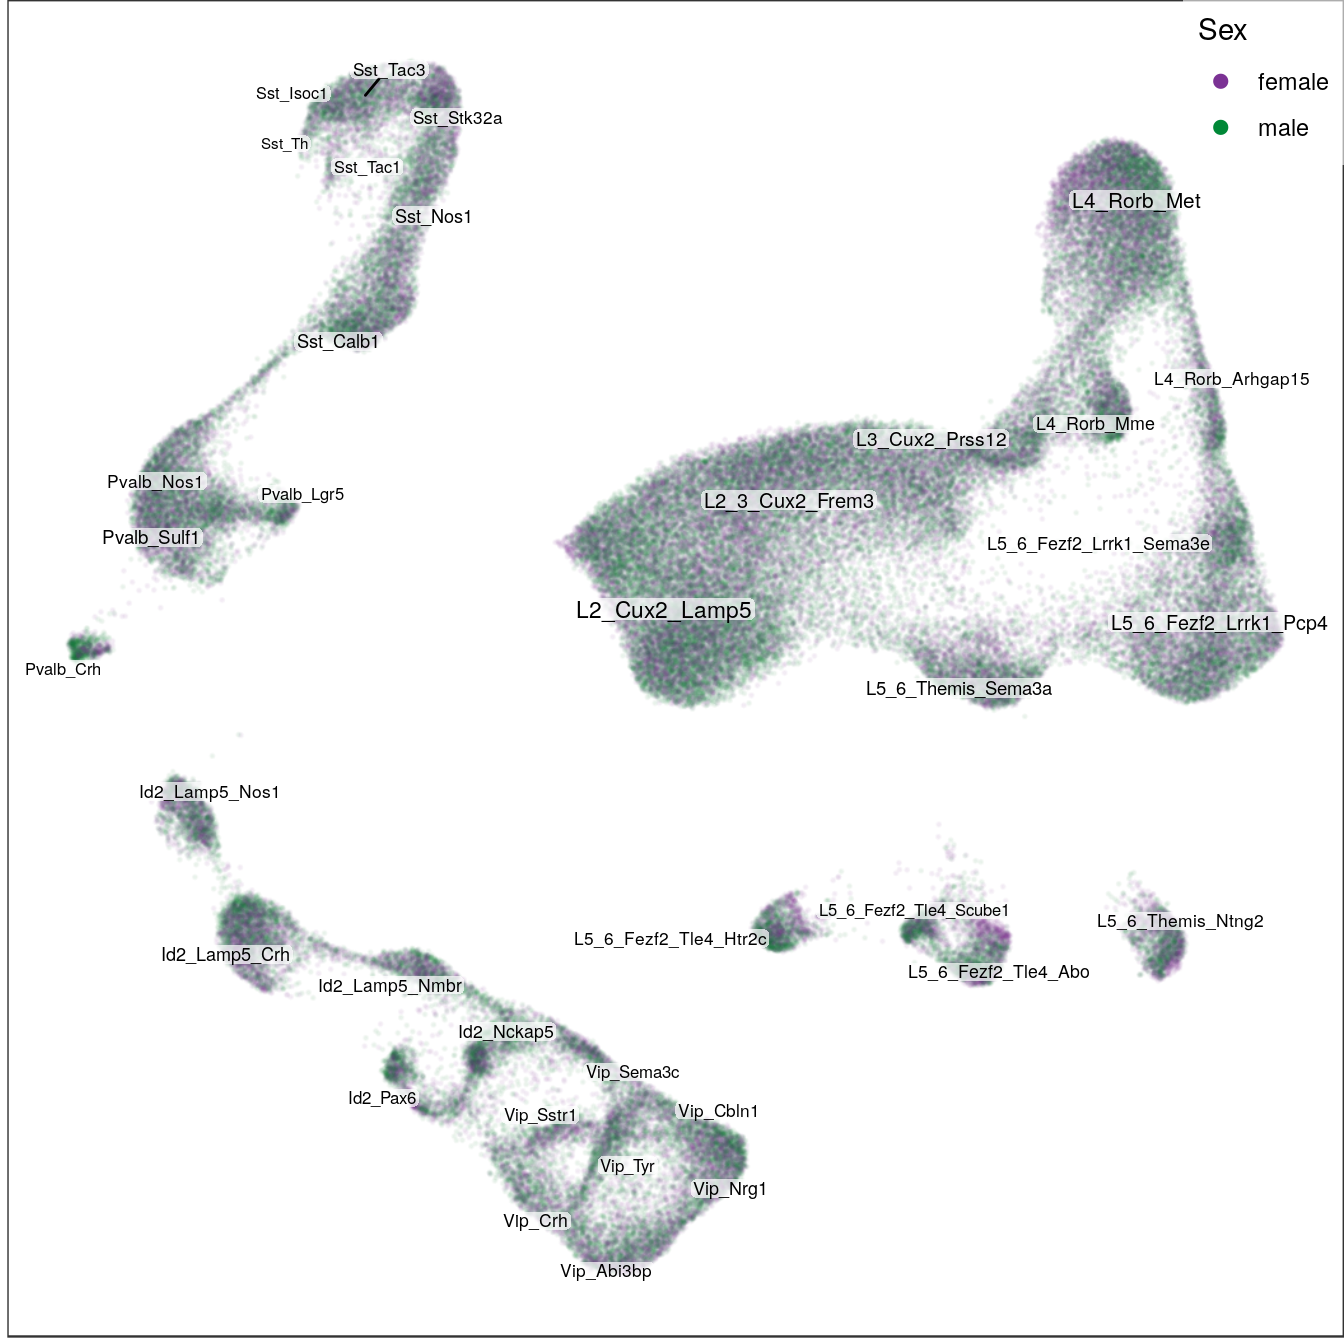 Sex
female
male
Sst_Tac3
Sst_Isoc1
Sst_Stk32a
Sst_Th
Sst_Tac1
Sst_Nos1
Sst_Calb1
L4_Rorb_Met
L4_Rorb_Arhgap15
L4_Rorb_Mme
L3_Cux2_Prss12
Pvalb_Nos1
Pvalb_Lgr5
L2_3_Cux2_Frem3
Pvalb_Sulf1
L5_6_Fezf2_Lrrk1_Sema3e
L2_Cux2_Lamp5
L5_6_Fezf2_Lrrk1_Pcp4
Pvalb_Crh
L5_6_Themis_Sema3a
Id2_Lamp5_Nos1
L5_6_Fezf2_Tle4_Scube1
L5_6_Themis_Ntng2
L5_6_Fezf2_Tle4_Htr2c
Id2_Lamp5_Crh
L5_6_Fezf2_Tle4_Abo
Id2_Lamp5_Nmbr
Id2_Nckap5
Vip_Sema3c
Id2_Pax6
Vip_Sstr1
Vip_Cbln1
Vip_Tyr
Vip_Nrg1
Vip_Crh
Vip_Abi3bp